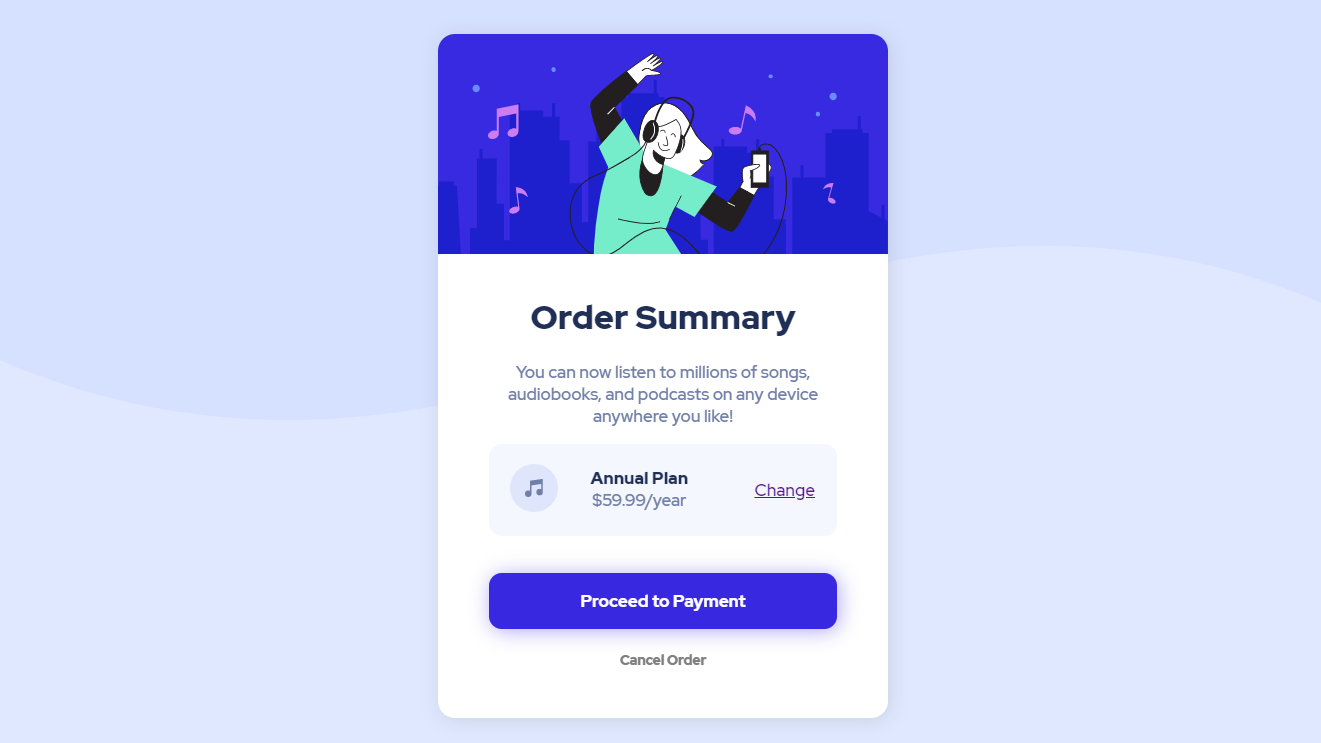 Order Summary
You can now listen to millions of songs,
audiobooks, and podcasts on any device
anywhere you like!
Annual Plan
$59.99/year
Change
Proceed to Payment
Cancel Order